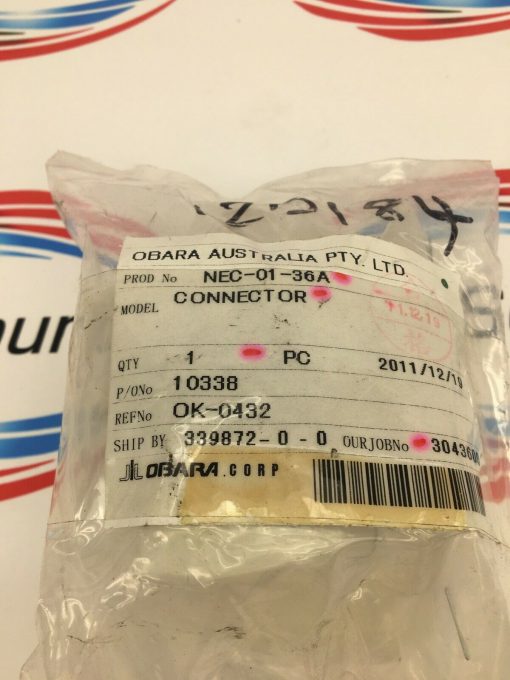 OBARA AUSTRALIA PTY, LTD.
PROD No NEC-01-36A
MODEL CONNECTOR
QTY 1 PC 2011/12/10
P/ONo 10338
REFNo OK-0432
SHIP BY 339872-0-0 OURJOBNo
OBARA.CORP